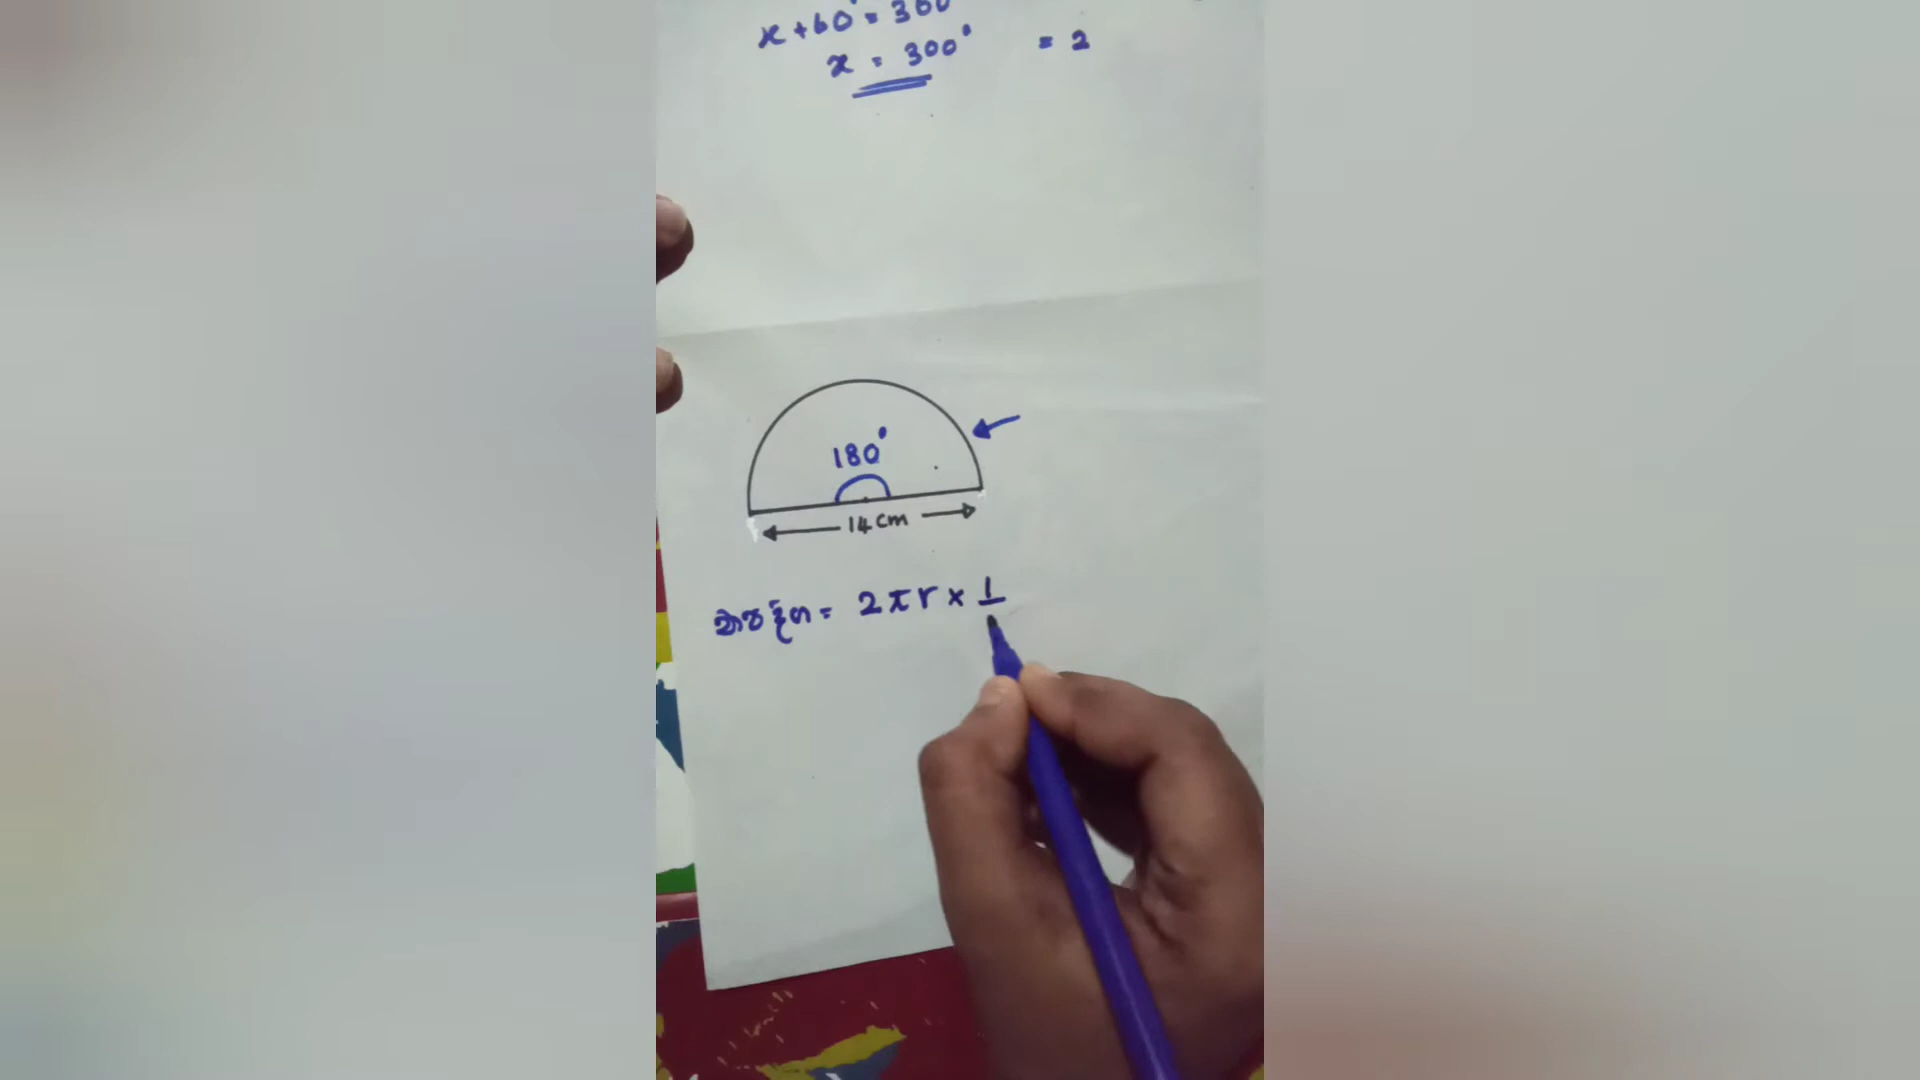 x + 60° = 360
x = 300° = 2
180°
14 cm
චාප දිග = 2πr × 1